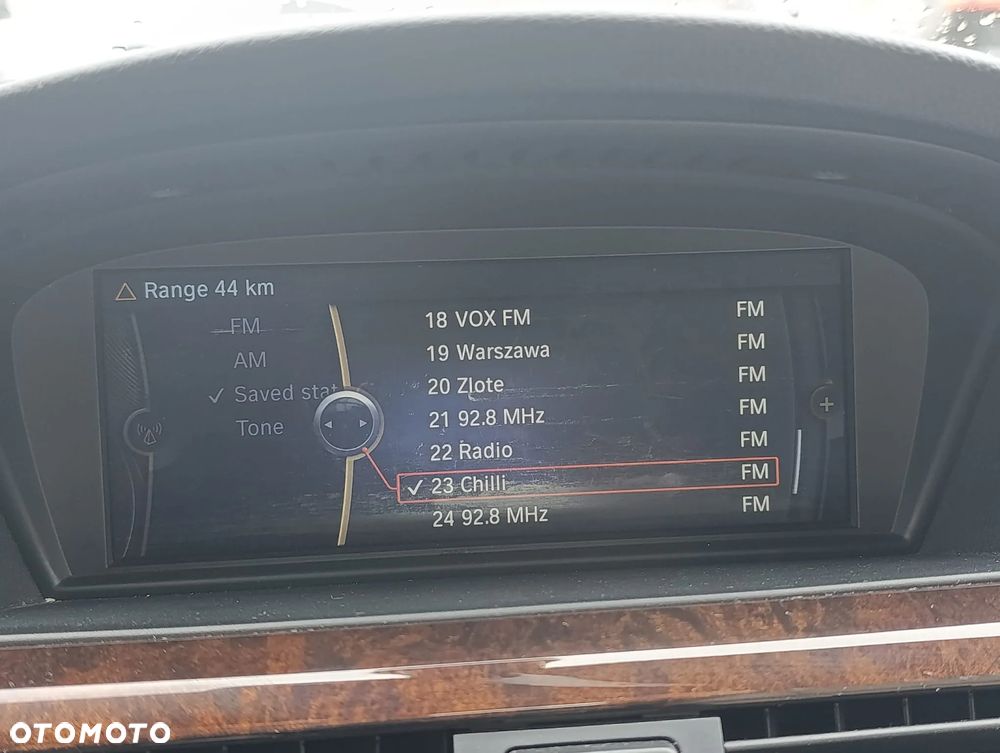 Range 44 km
FM
AM
✓ Saved stat
Tone
18 VOX FM FM
19 Warszawa FM
20 Zlote FM
21 92.8 MHz FM
22 Radio FM
✓ 23 Chilli FM
24 92.8 MHz FM
OTOMOTO